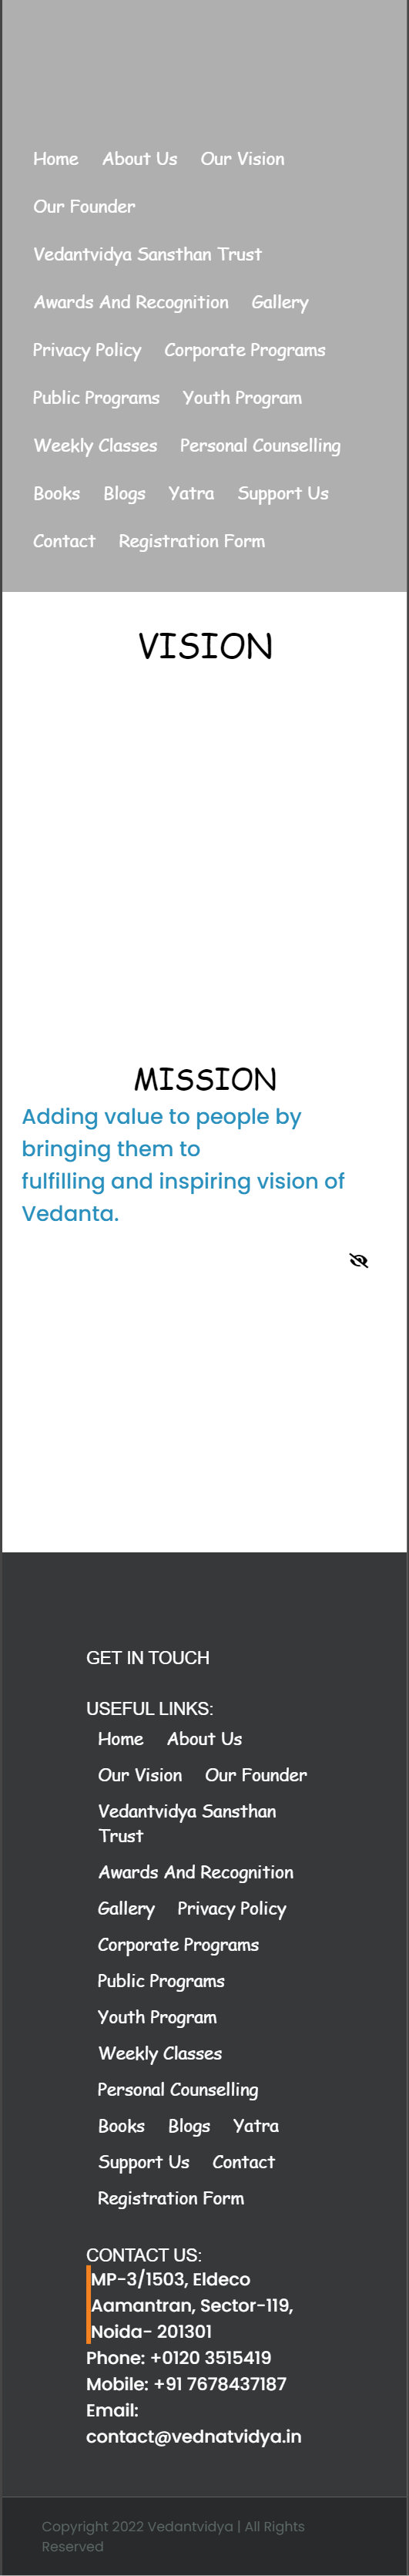 Home About Us Our Vision
Our Founder
Vedantvidya Sansthan Trust
Awards And Recognition Gallery
Privacy Policy Corporate Programs
Public Programs Youth Program
Weekly Classes Personal Counselling
Books Blogs Yatra Support Us
Contact Registration Form
VISION
MISSION
Adding value to people by
bringing them to
fulfilling and inspiring vision of
Vedanta.
GET IN TOUCH
USEFUL LINKS:
Home About Us
Our Vision Our Founder
Vedantvidya Sansthan
Trust
Awards And Recognition
Gallery Privacy Policy
Corporate Programs
Public Programs
Youth Program
Weekly Classes
Personal Counselling
Books Blogs Yatra
Support Us Contact
Registration Form
CONTACT US:
MP-3/1503, Eldeco
Aamantran, Sector-119,
Noida- 201301
Phone: +0120 3515419
Mobile: +91 7678437187
Email:
contact@vednatvidya.in
Copyright 2022 Vedantvidya | All Rights
Reserved